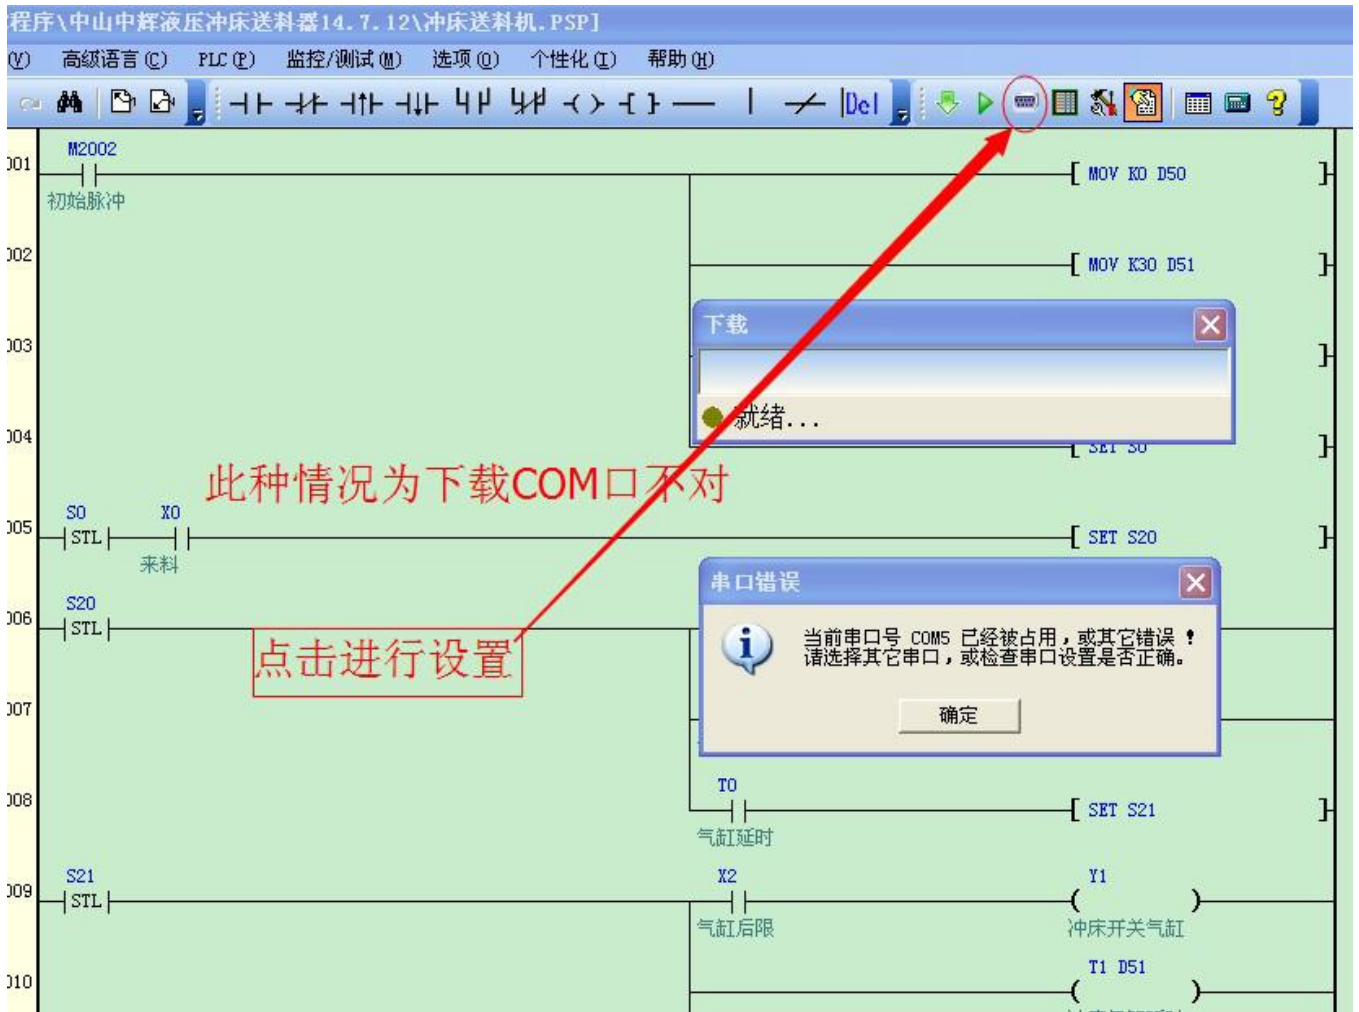 程序\中山中辉液压冲床送料器14.7.12\冲床送料机.PSP]
(V) 高级语言(C) PLC(P) 监控/测试(M) 选项(O) 个性化(I) 帮助(H)
Del
001 M2002
初始脉冲
[ MOV K0 D50 ]
002
[ MOV K30 D51 ]
下载
003
就绪...
004
[ SET S0 ]
此种情况为下载COM口不对
005 S0 X0
STL
来料
[ SET S20 ]
串口错误
006 S20
STL
当前串口号 COM5 已经被占用，或其它错误！
请选择其它串口，或检查串口设置是否正确。
点击进行设置
确定
007
008 T0
[ SET S21 ]
气缸延时
009 S21 X2 Y1
STL
气缸后限 冲床开关气缸
010 T1 D51